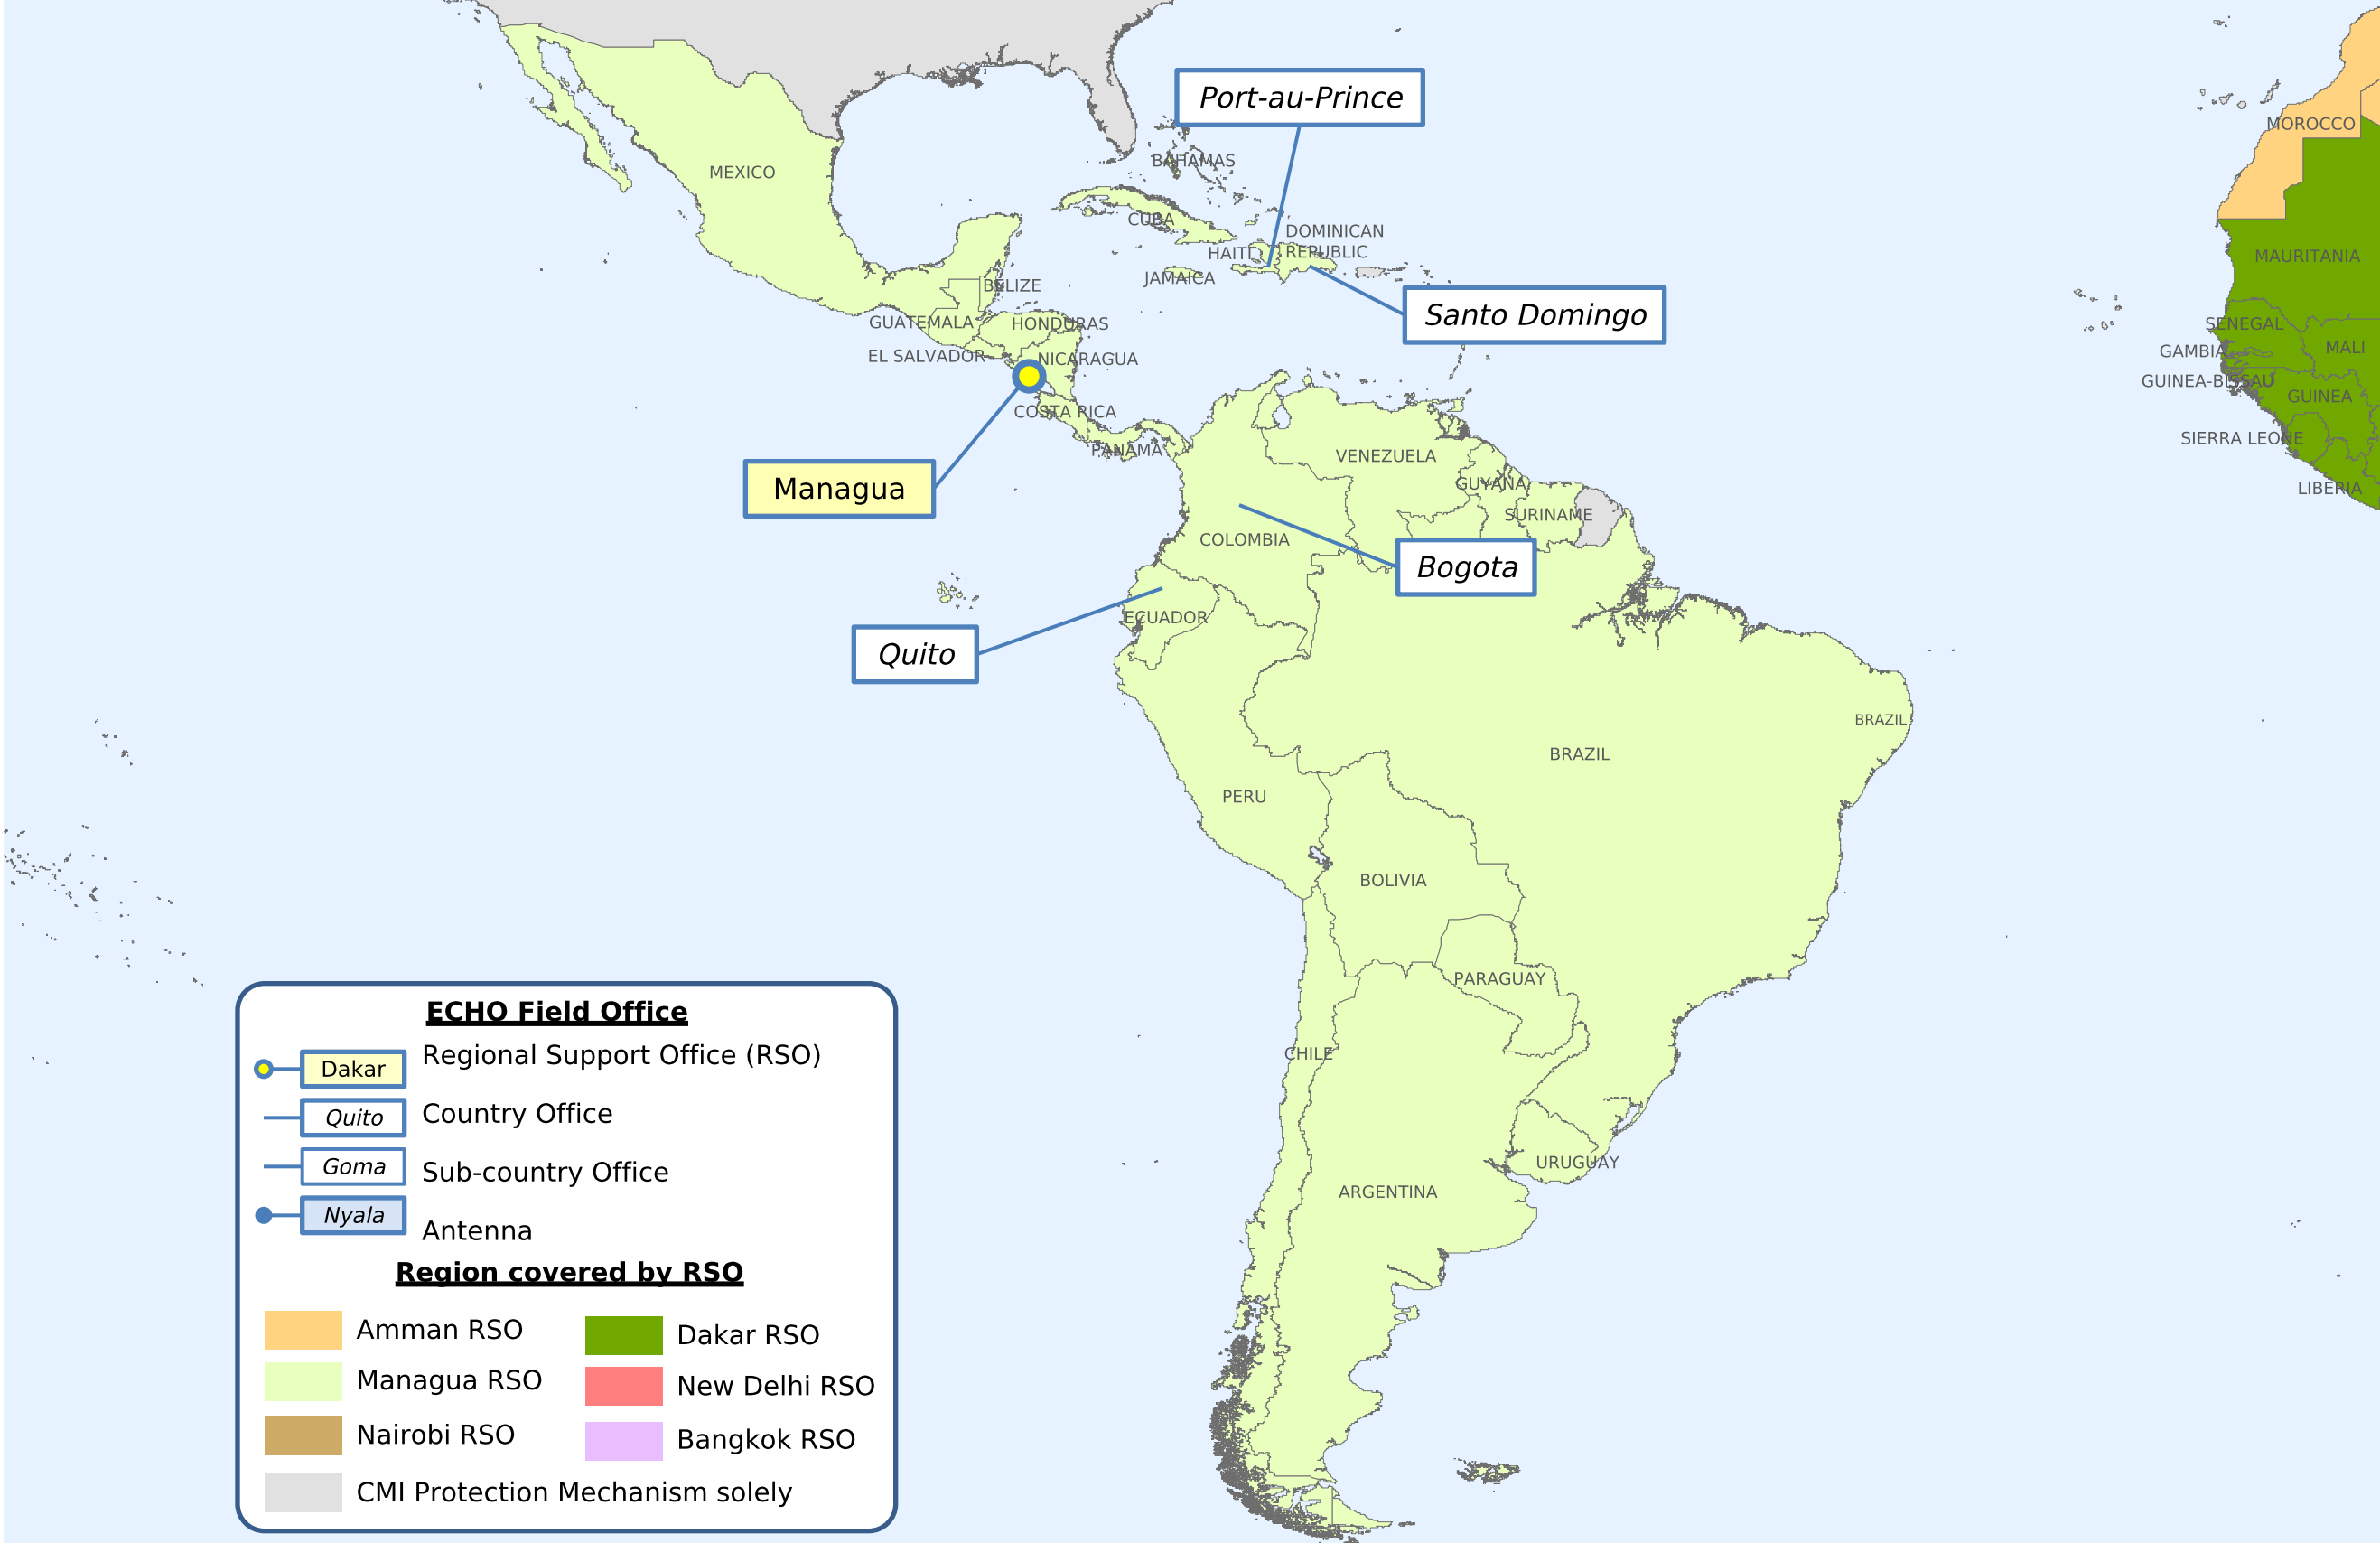 Port-au-Prince
MOROCCO
BAHAMAS
MEXICO
CUBA
DOMINICAN
REPUBLIC
HAITI
MAURITANIA
JAMAICA
BELIZE
Santo Domingo
GUATEMALA
HONDURAS
SENEGAL
EL SALVADOR
NICARAGUA
GAMBIA
MALI
GUINEA-BISSAU
GUINEA
COSTA RICA
SIERRA LEONE
PANAMA
VENEZUELA
Managua
GUYANA
LIBERIA
SURINAME
COLOMBIA
Bogota
ECUADOR
Quito
BRAZIL
BRAZIL
PERU
BOLIVIA
PARAGUAY
CHILE
URUGUAY
ARGENTINA
ECHO Field Office
Dakar Regional Support Office (RSO)
Quito Country Office
Goma Sub-country Office
Nyala Antenna
Region covered by RSO
Amman RSO Dakar RSO
Managua RSO New Delhi RSO
Nairobi RSO Bangkok RSO
CMI Protection Mechanism solely